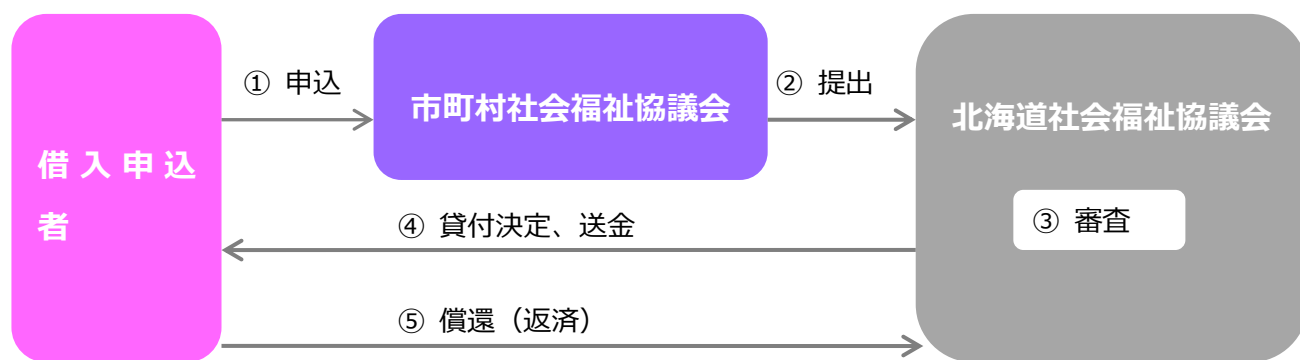 ① 申込
市町村社会福祉協議会
② 提出
北海道社会福祉協議会
借入申込
者
③ 審査
④ 貸付決定、送金
⑤ 償還（返済）